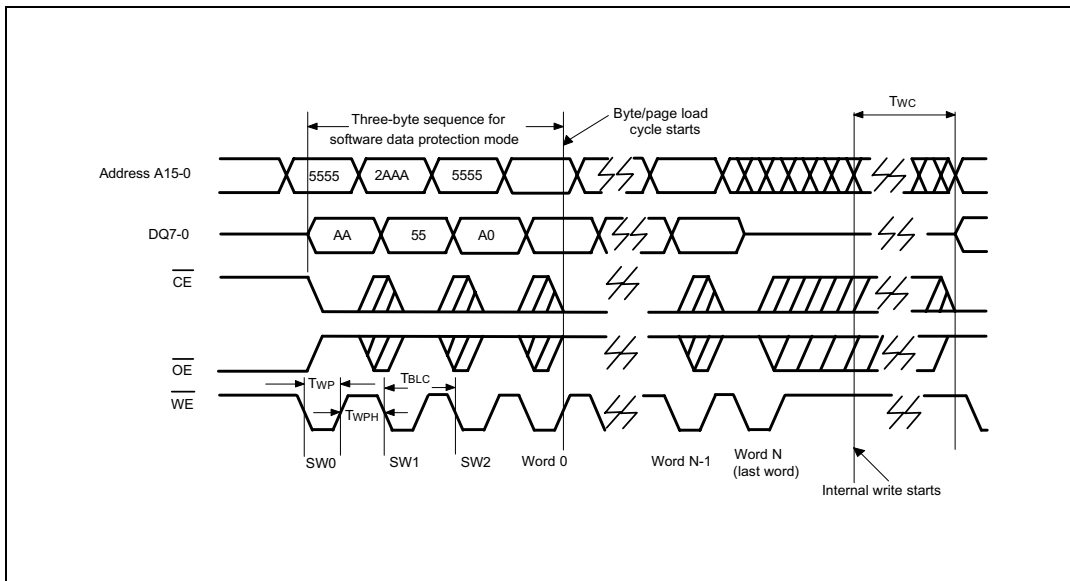 Three-byte sequence for
software data protection mode
Byte/page load
cycle starts
TWC
Address A15-0
5555
2AAA
5555
DQ7-0
AA
55
A0
CE
OE
WE
TWP
TBLC
TWPH
SW0
SW1
SW2
Word 0
Word N-1
Word N
(last word)
Internal write starts